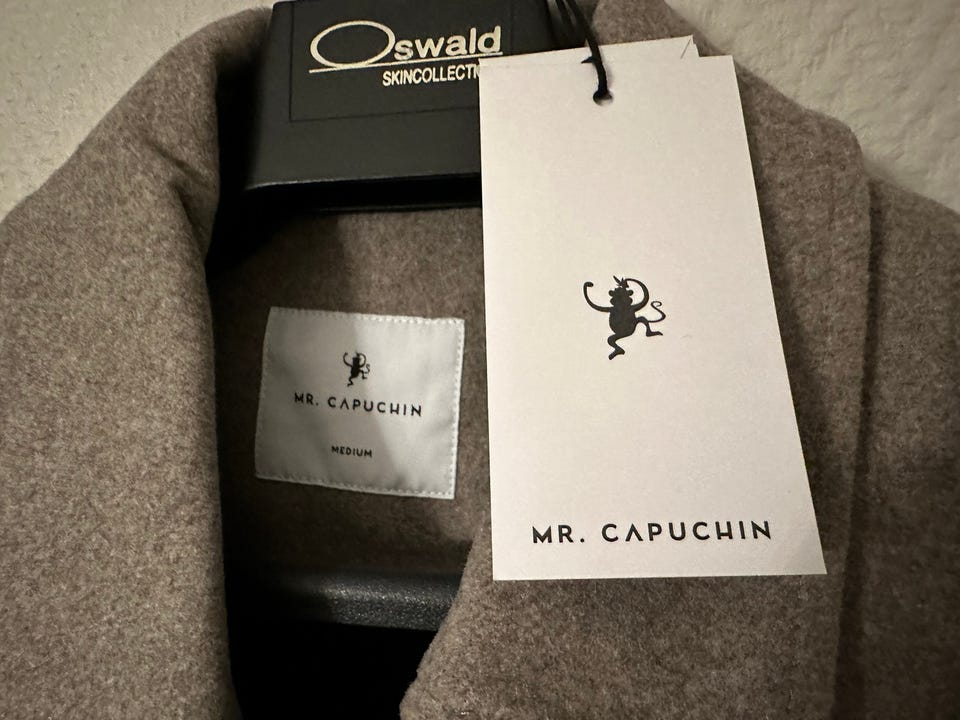 Oswald
SKINCOLLECTI
MR. CAPUCHIN
MEDIUM
MR. CAPUCHIN